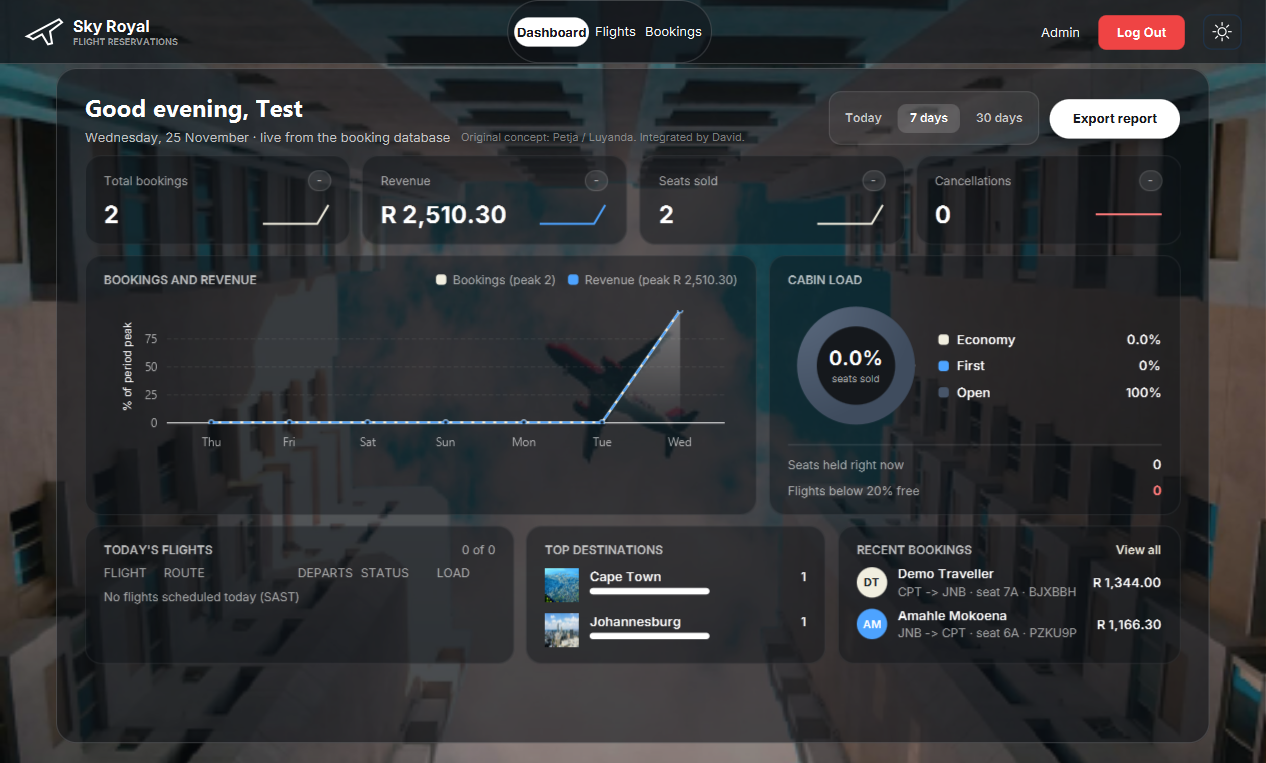 Sky Royal
FLIGHT RESERVATIONS
Dashboard Flights Bookings
Admin Log Out
Good evening, Test
Wednesday, 25 November · live from the booking database Original concept: Petja / Luyanda. Integrated by David.
Today 7 days 30 days Export report
Total bookings -
2
Revenue -
R 2,510.30
Seats sold -
2
Cancellations -
0
BOOKINGS AND REVENUE Bookings (peak 2) Revenue (peak R 2,510.30)
% of period peak
75
50
25
0
Thu Fri Sat Sun Mon Tue Wed
CABIN LOAD
0.0%
seats sold
Economy 0.0%
First 0%
Open 100%
Seats held right now 0
Flights below 20% free 0
TODAY'S FLIGHTS 0 of 0
FLIGHT ROUTE DEPARTS STATUS LOAD
No flights scheduled today (SAST)
TOP DESTINATIONS
Cape Town 1
Johannesburg 1
RECENT BOOKINGS View all
DT Demo Traveller R 1,344.00
CPT -> JNB · seat 7A · BJXBBH
AM Amahle Mokoena R 1,166.30
JNB -> CPT · seat 6A · PZKU9P